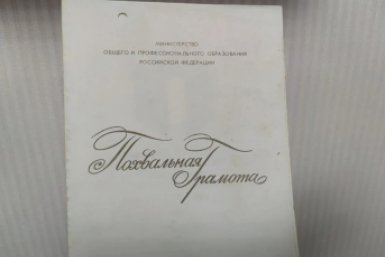 МИНИСТЕРСТВО
ОБЩЕГО И ПРОФЕССИОНАЛЬНОГО ОБРАЗОВАНИЯ
РОССИЙСКОЙ ФЕДЕРАЦИИ
Похвальная
Грамота